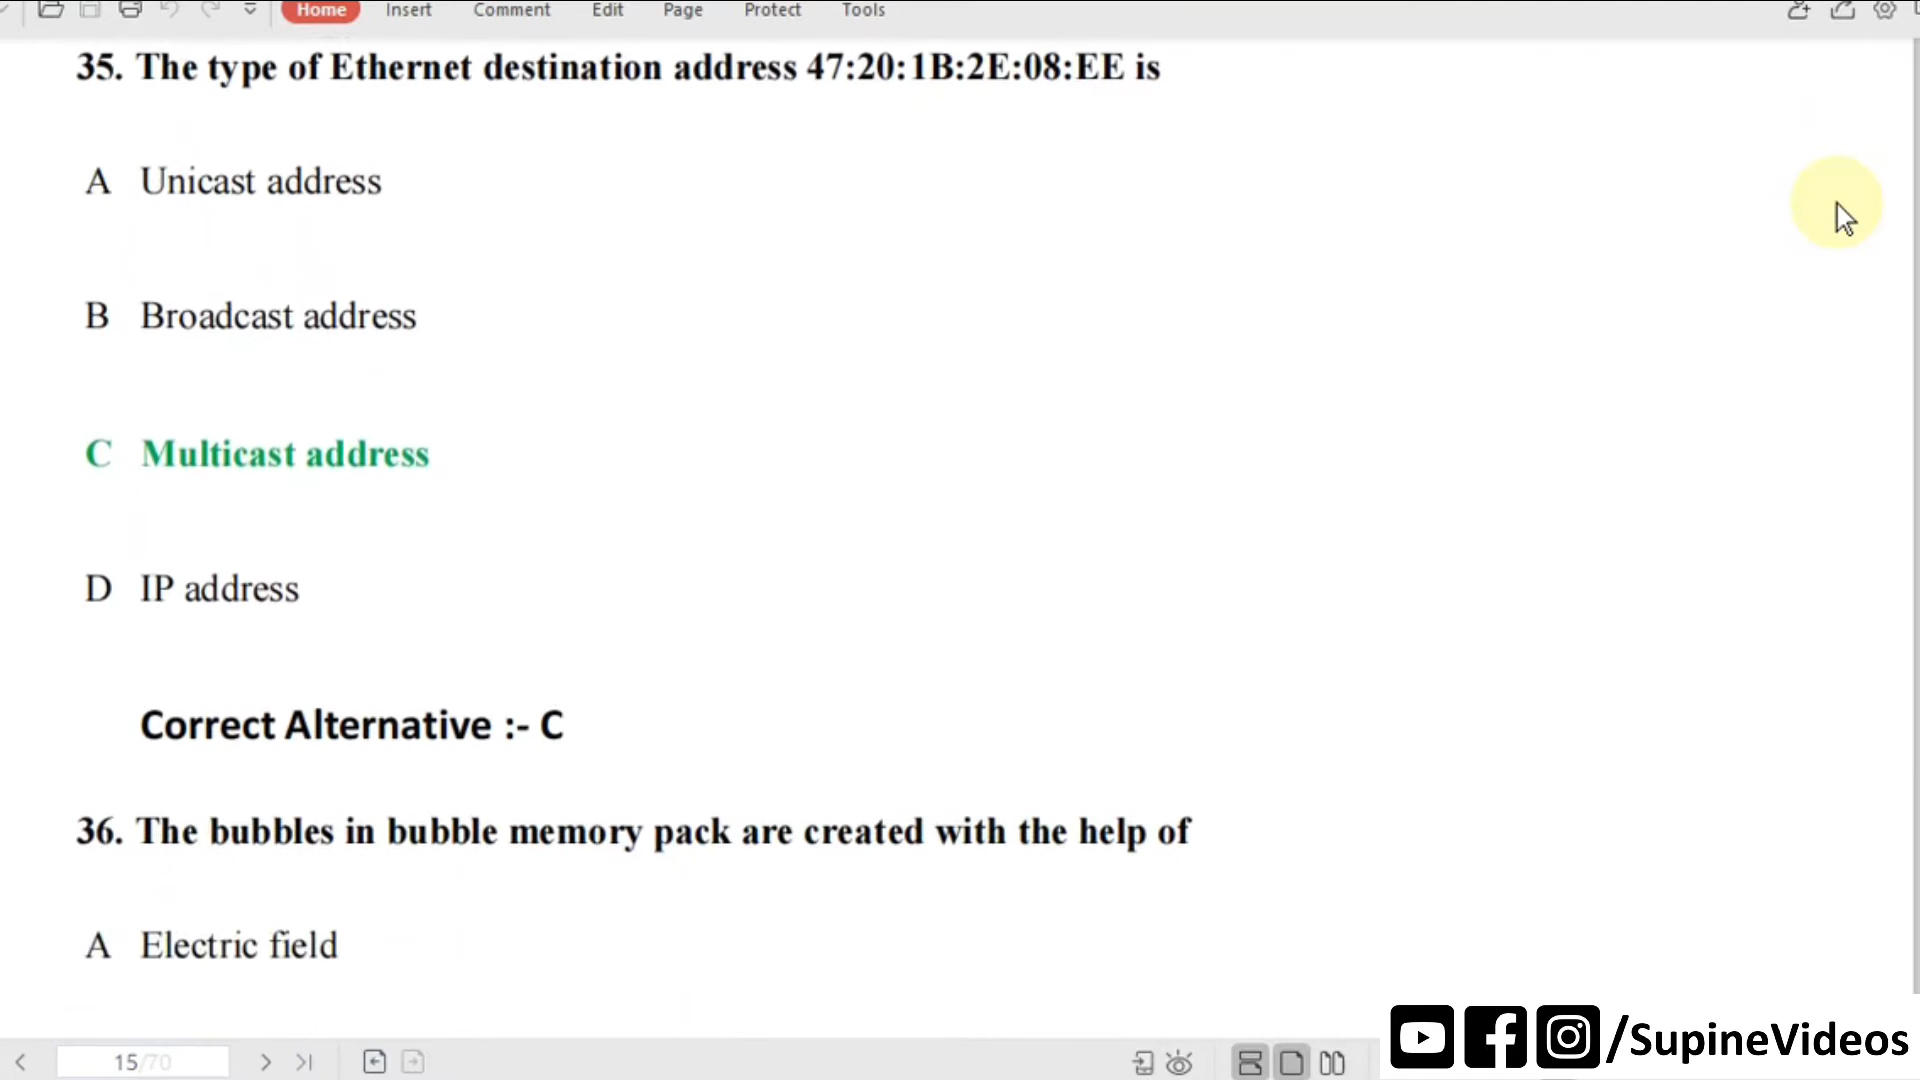 Home Insert Comment Edit Page Protect Tools
35. The type of Ethernet destination address 47:20:1B:2E:08:EE is
A Unicast address
B Broadcast address
C Multicast address
D IP address
Correct Alternative :- C
36. The bubbles in bubble memory pack are created with the help of
A Electric field
15/70
/SupineVideos